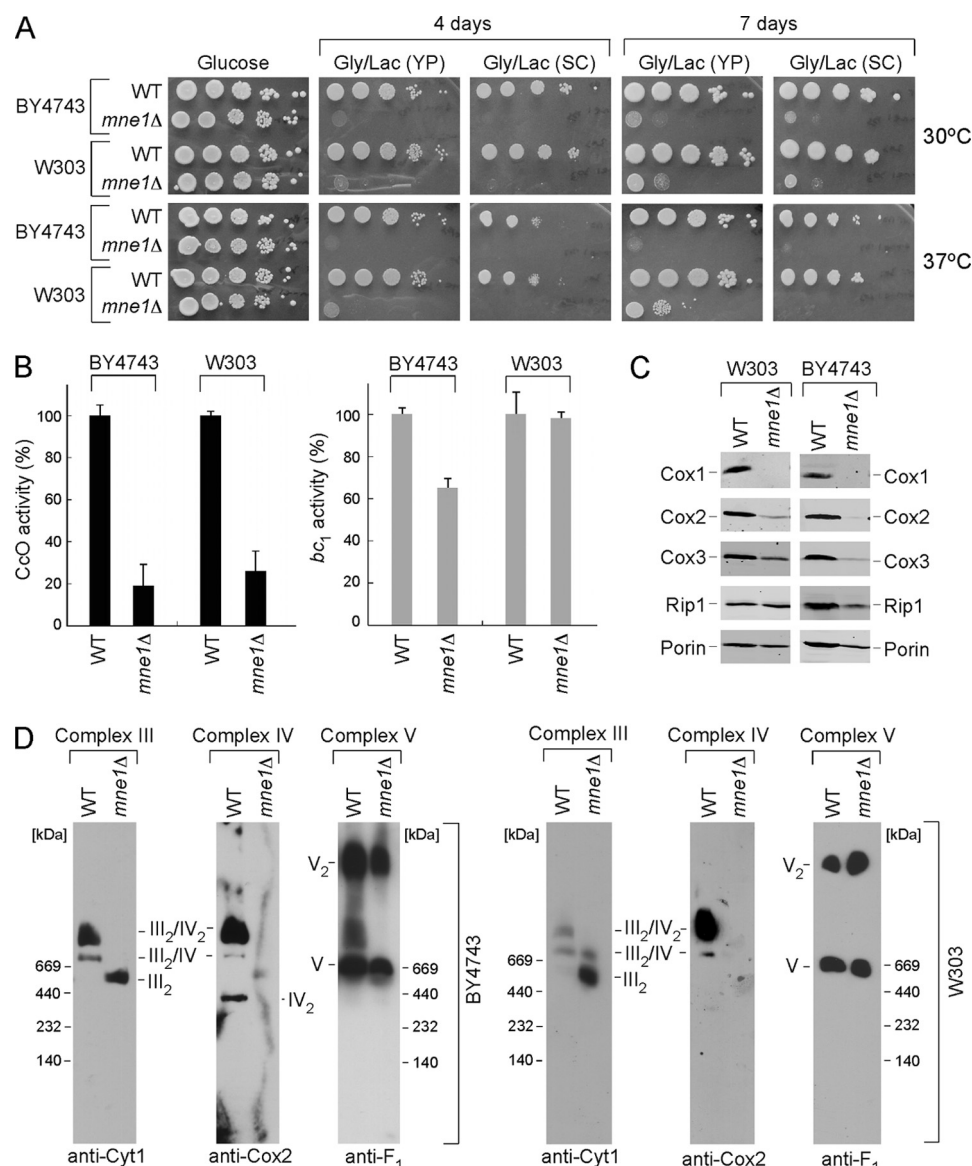 A
4 days
7 days
Glucose
Gly/Lac (YP)
Gly/Lac (SC)
Gly/Lac (YP)
Gly/Lac (SC)
BY4743
WT
mne1Δ
W303
WT
mne1Δ
30ºC
BY4743
WT
mne1Δ
W303
WT
mne1Δ
37ºC
B
BY4743
W303
CcO activity (%)
100
80
60
40
20
0
WT
mne1Δ
WT
mne1Δ
BY4743
W303
bc1 activity (%)
100
80
60
40
20
0
WT
mne1Δ
WT
mne1Δ
C
W303
BY4743
WT
mne1Δ
WT
mne1Δ
Cox1
Cox1
Cox2
Cox2
Cox3
Cox3
Rip1
Rip1
Porin
Porin
D
Complex III
Complex IV
Complex V
WT
mne1Δ
WT
mne1Δ
WT
mne1Δ
[kDa]
669
440
232
140
III2/IV2
III2/IV
III2
IV2
V2
V
[kDa]
669
440
232
140
BY4743
anti-Cyt1
anti-Cox2
anti-F1
Complex III
Complex IV
Complex V
WT
mne1Δ
WT
mne1Δ
WT
mne1Δ
[kDa]
669
440
232
140
III2/IV2
III2/IV
III2
V2
V
[kDa]
669
440
232
140
W303
anti-Cyt1
anti-Cox2
anti-F1